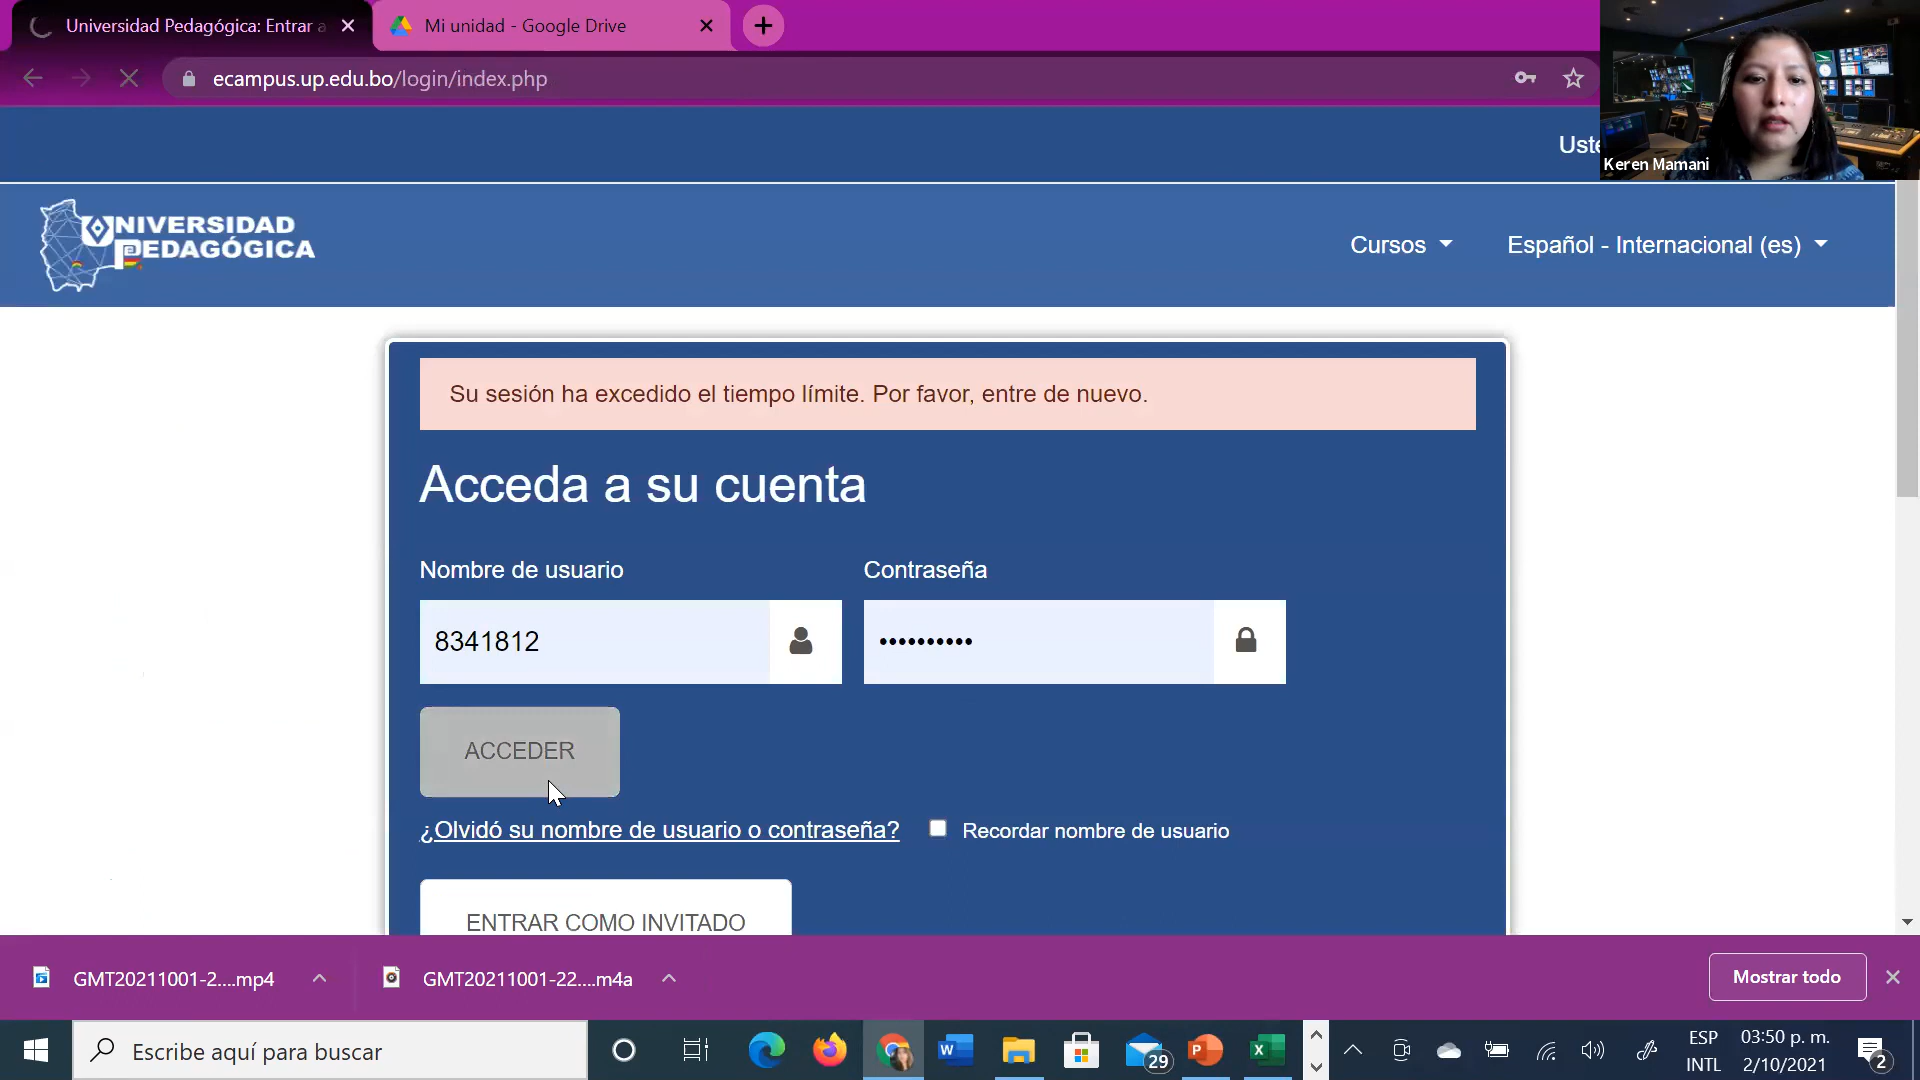 Universidad Pedagógica: Entrar a
Mi unidad - Google Drive
ecampus.up.edu.bo/login/index.php
Uste
Keren Mamani
UNIVERSIDAD
PEDAGÓGICA
Cursos
Español - Internacional (es)
Su sesión ha excedido el tiempo límite. Por favor, entre de nuevo.
Acceda a su cuenta
Nombre de usuario
Contraseña
8341812
••••••••••
ACCEDER
¿Olvidó su nombre de usuario o contraseña?
Recordar nombre de usuario
ENTRAR COMO INVITADO
GMT20211001-2....mp4
GMT20211001-22....m4a
Mostrar todo
Escribe aquí para buscar
29
ESP
INTL
03:50 p. m.
2/10/2021
2